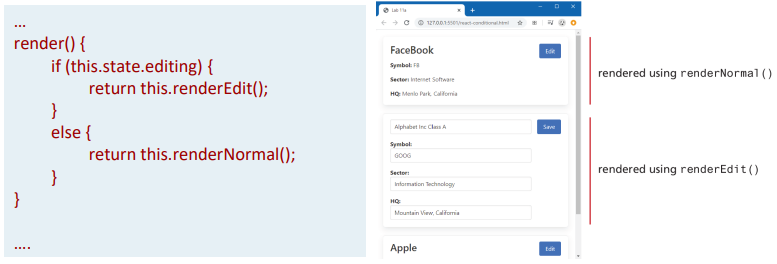 ...
render() {
if (this.state.editing) {
return this.renderEdit();
}
else {
return this.renderNormal();
}
}
....
Lab 11a
127.0.0.1:5501/react-conditional.html
FaceBook
Edit
Symbol: FB
Sector: Internet Software
HQ: Menlo Park, California
Alphabet Inc Class A
Save
Symbol:
GOOG
Sector:
Information Technology
HQ:
Mountain View, California
Apple
Edit
rendered using renderNormal()
rendered using renderEdit()